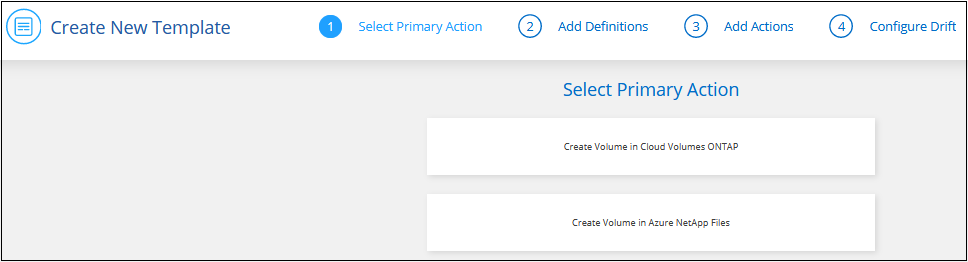 Create New Template
1 Select Primary Action 2 Add Definitions 3 Add Actions 4 Configure Drift
Select Primary Action
Create Volume in Cloud Volumes ONTAP
Create Volume in Azure NetApp Files